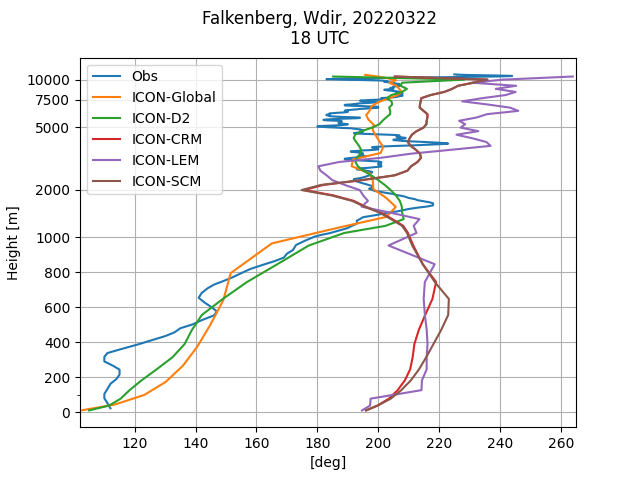 Falkenberg, Wdir, 20220322
18 UTC
Obs
ICON-Global
ICON-D2
ICON-CRM
ICON-LEM
ICON-SCM
Height [m]
10000
7500
5000
2000
1000
800
600
400
200
0
120 140 160 180 200 220 240 260
[deg]